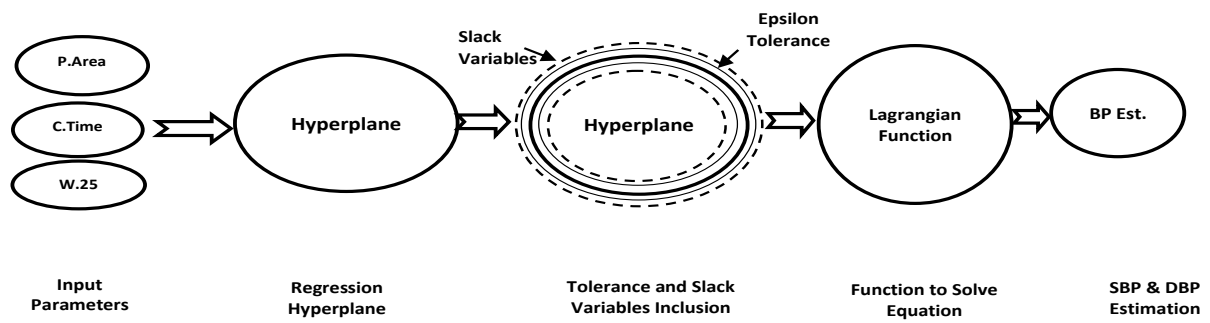 P.Area
C.Time
W.25
Hyperplane
Slack
Variables
Epsilon
Tolerance
Hyperplane
Lagrangian
Function
BP Est.
Input
Parameters
Regression
Hyperplane
Tolerance and Slack
Variables Inclusion
Function to Solve
Equation
SBP & DBP
Estimation